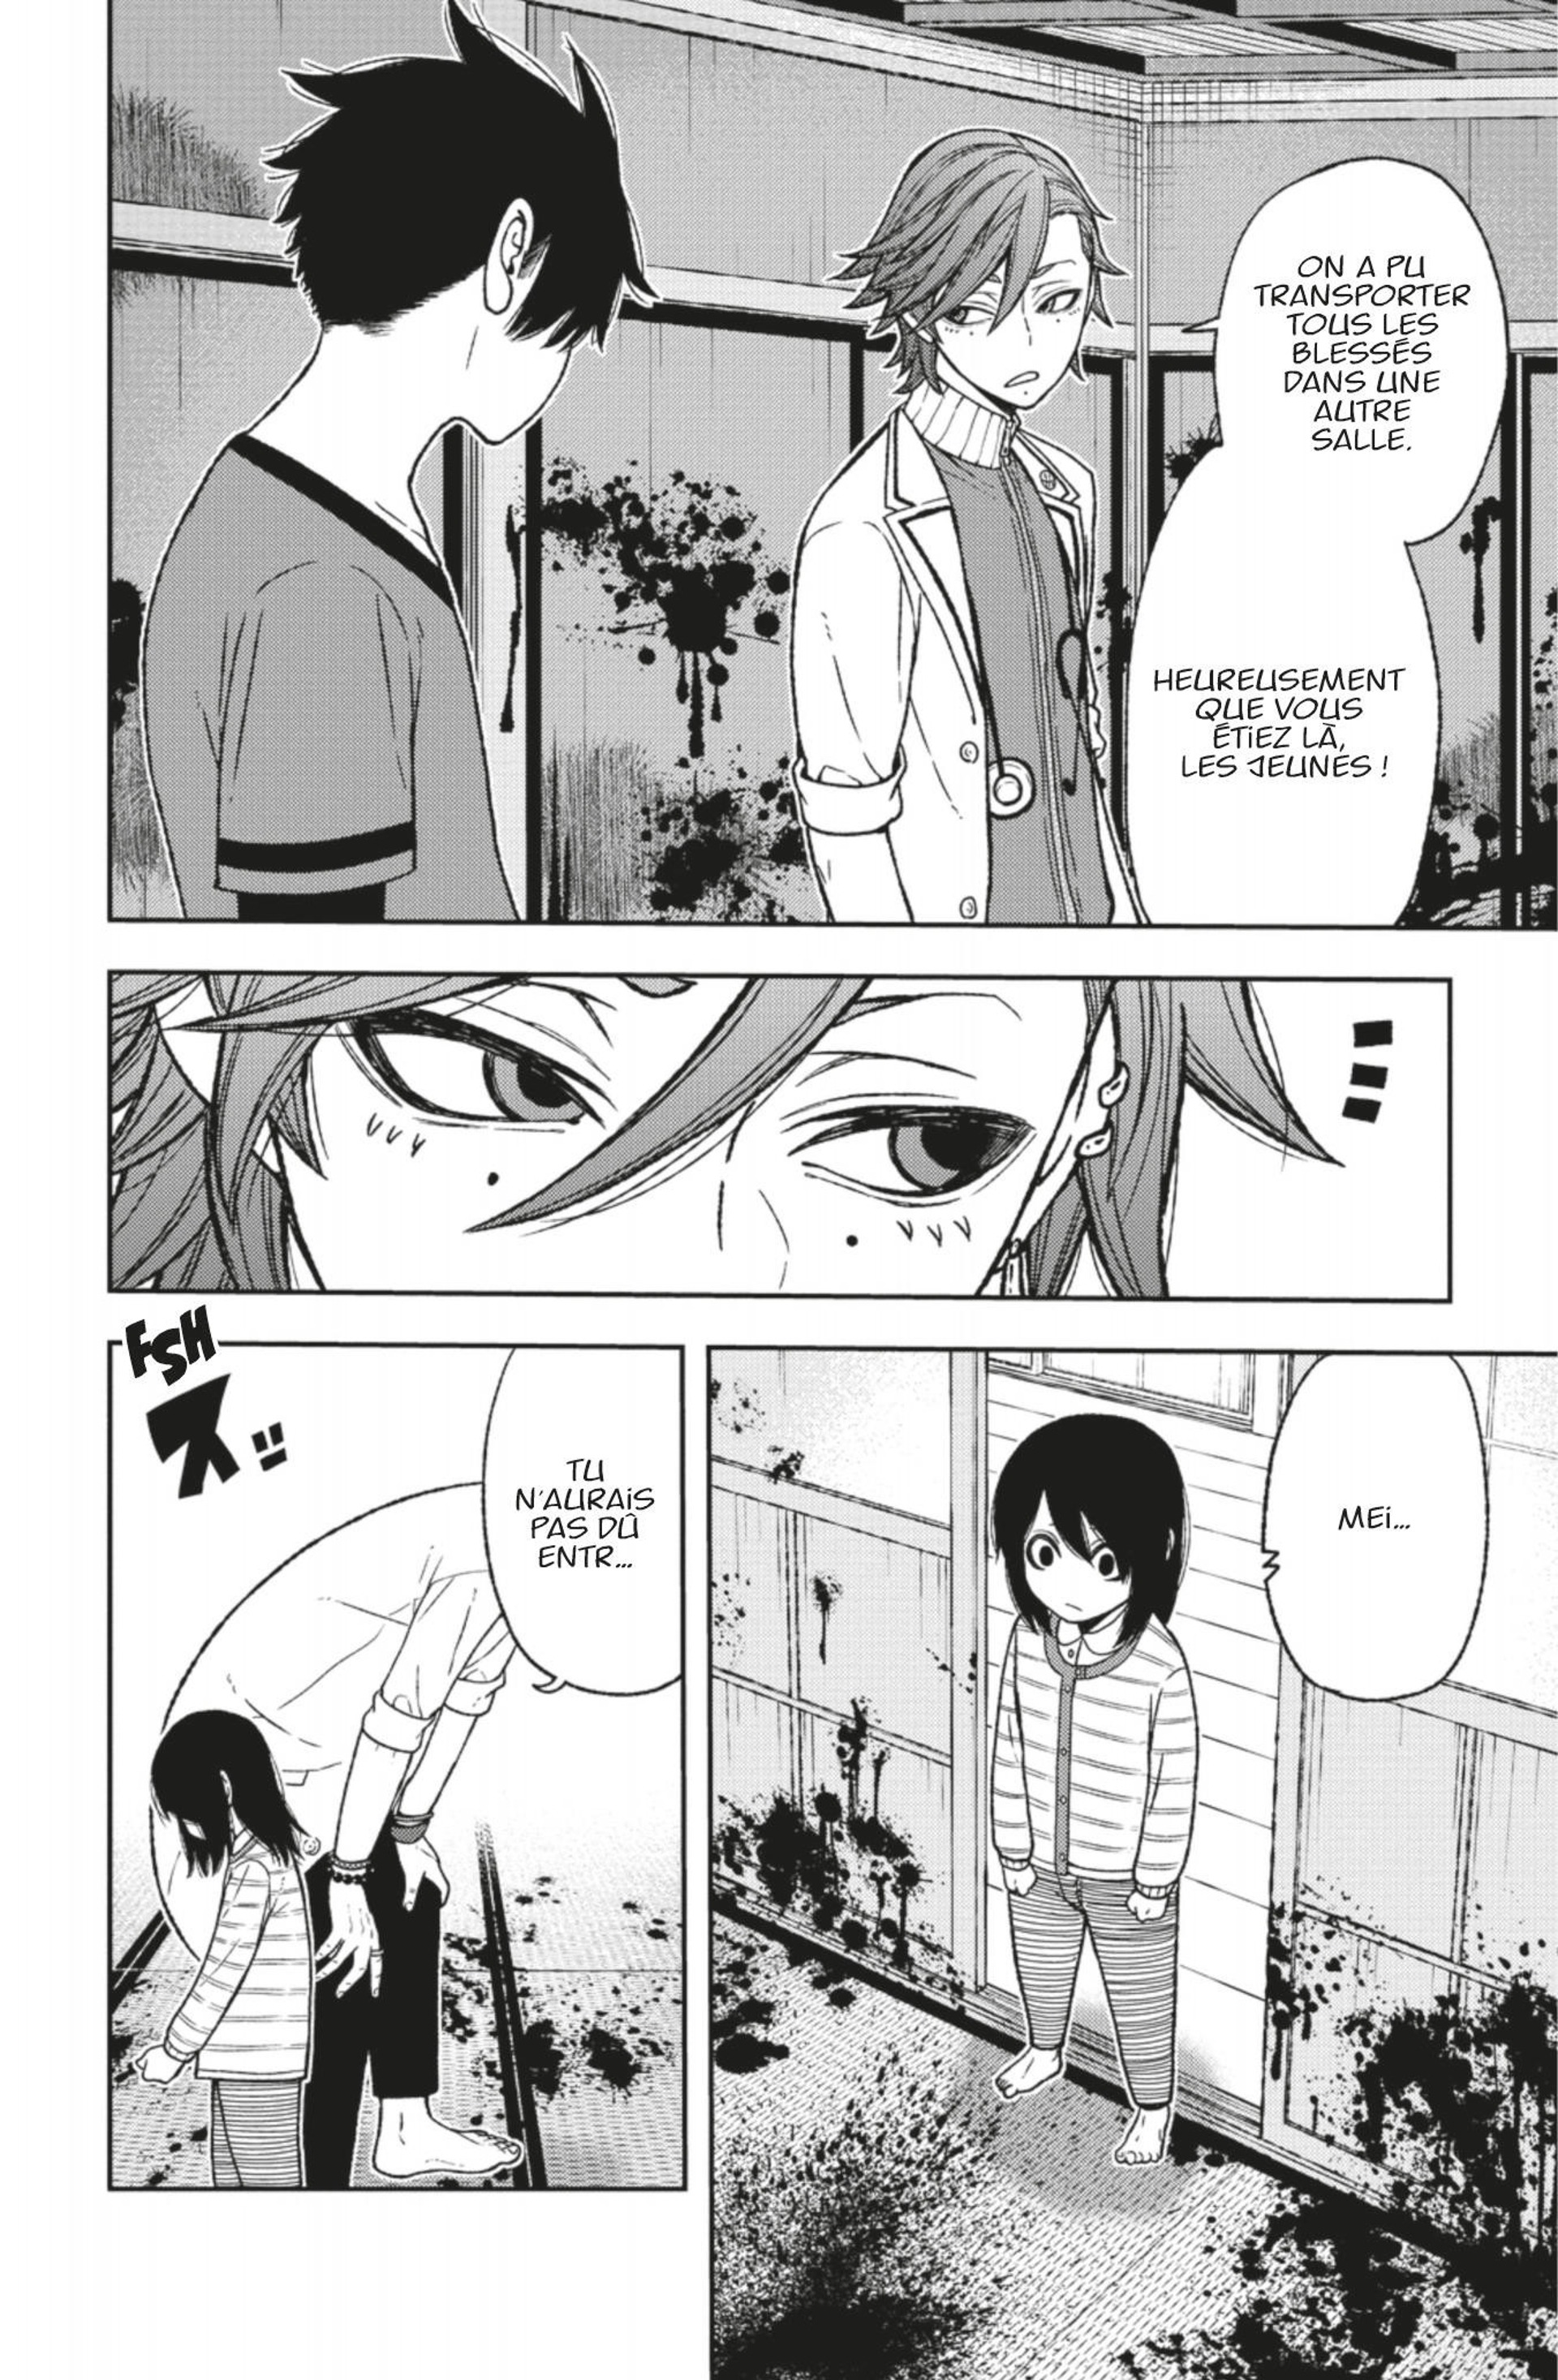 ON A PU
TRANSPORTER
TOUS LES
BLESSÉS
DANS UNE
AUTRE
SALLE.
HEUREUSEMENT
QUE VOUS
ÉTIEZ LÀ,
LES JEUNES !
MEI...
FSH
ス
TU
N'AURAIS
PAS DÛ
ENTR...